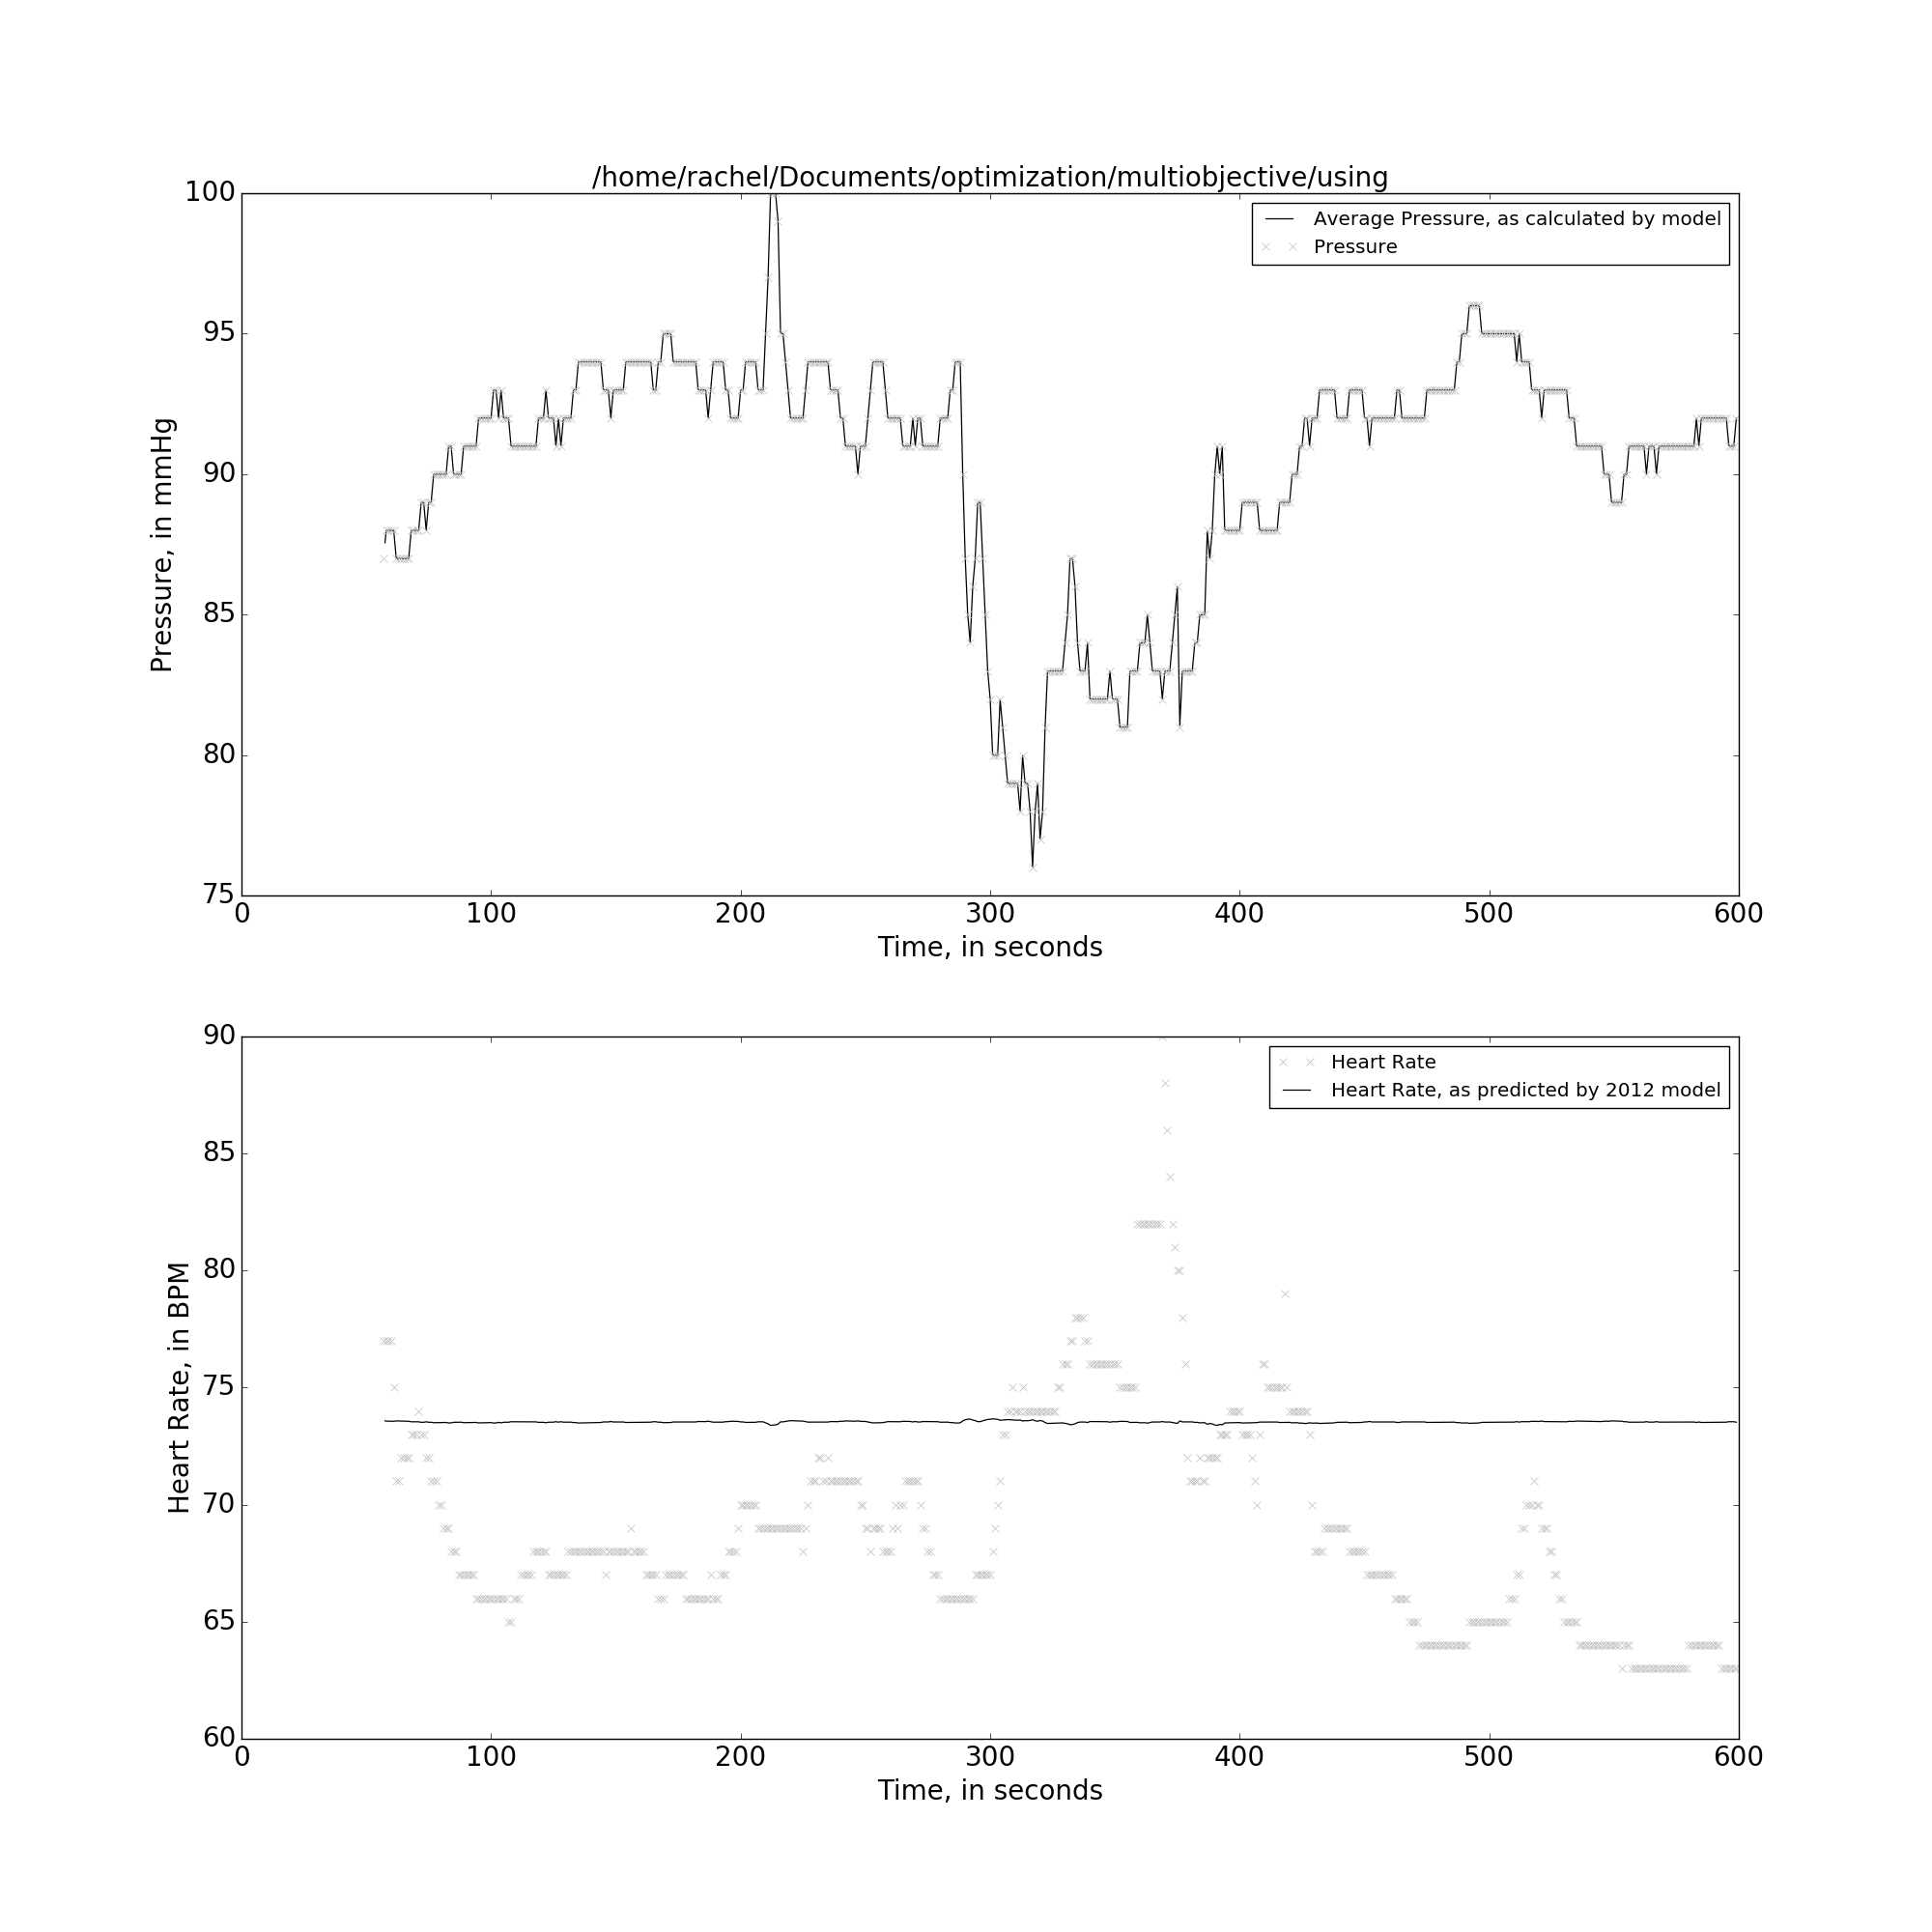 /home/rachel/Documents/optimization/multiobjective/using
100
95
90
85
80
75
Pressure, in mmHg
Average Pressure, as calculated by model
Pressure
0 100 200 300 400 500 600
Time, in seconds
90
85
80
75
70
65
60
Heart Rate, in BPM
Heart Rate
Heart Rate, as predicted by 2012 model
0 100 200 300 400 500 600
Time, in seconds